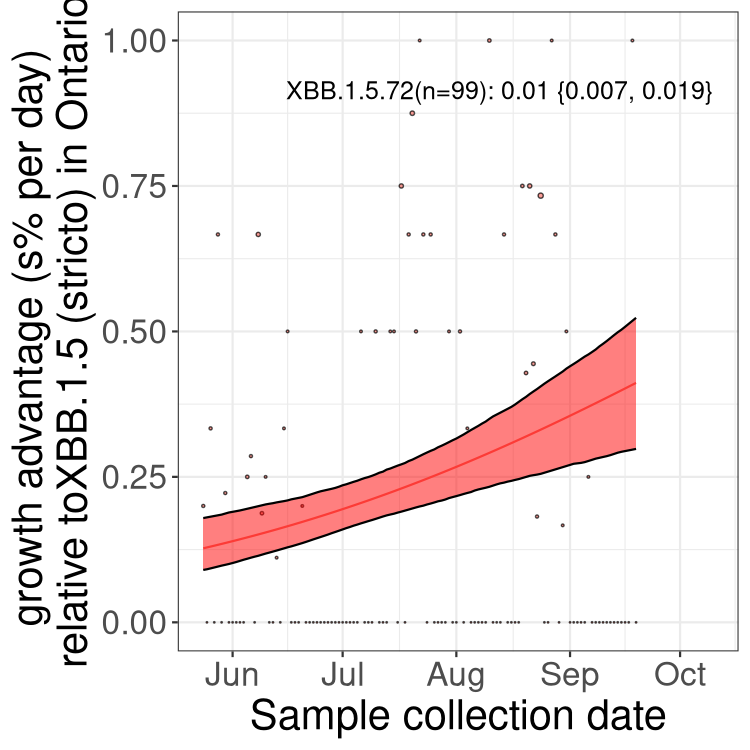 growth advantage (s% per day)
relative toXBB.1.5 (stricto) in Ontario
1.00
0.75
0.50
0.25
0.00
XBB.1.5.72(n=99): 0.01 {0.007, 0.019}
Jun Jul Aug Sep Oct
Sample collection date